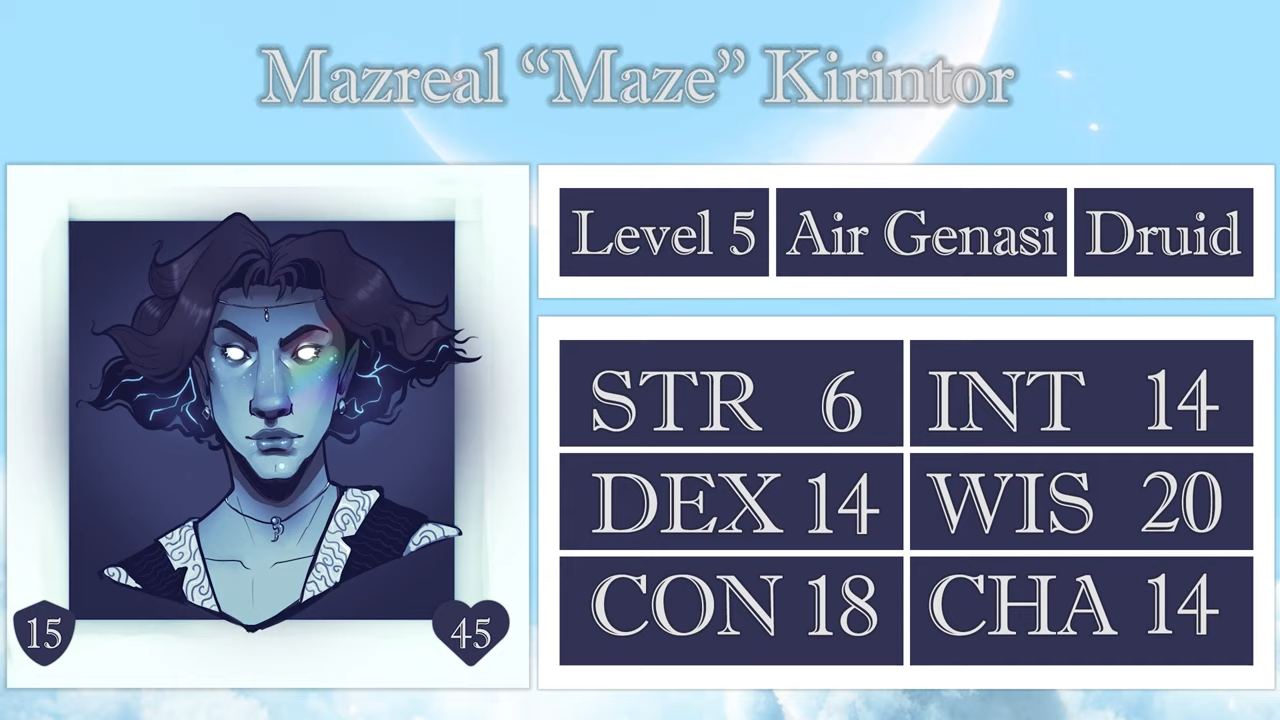 Mazreal “Maze” Kirintor
Level 5 Air Genasi Druid
STR 6 INT 14
DEX 14 WIS 20
CON 18 CHA 14
15 45